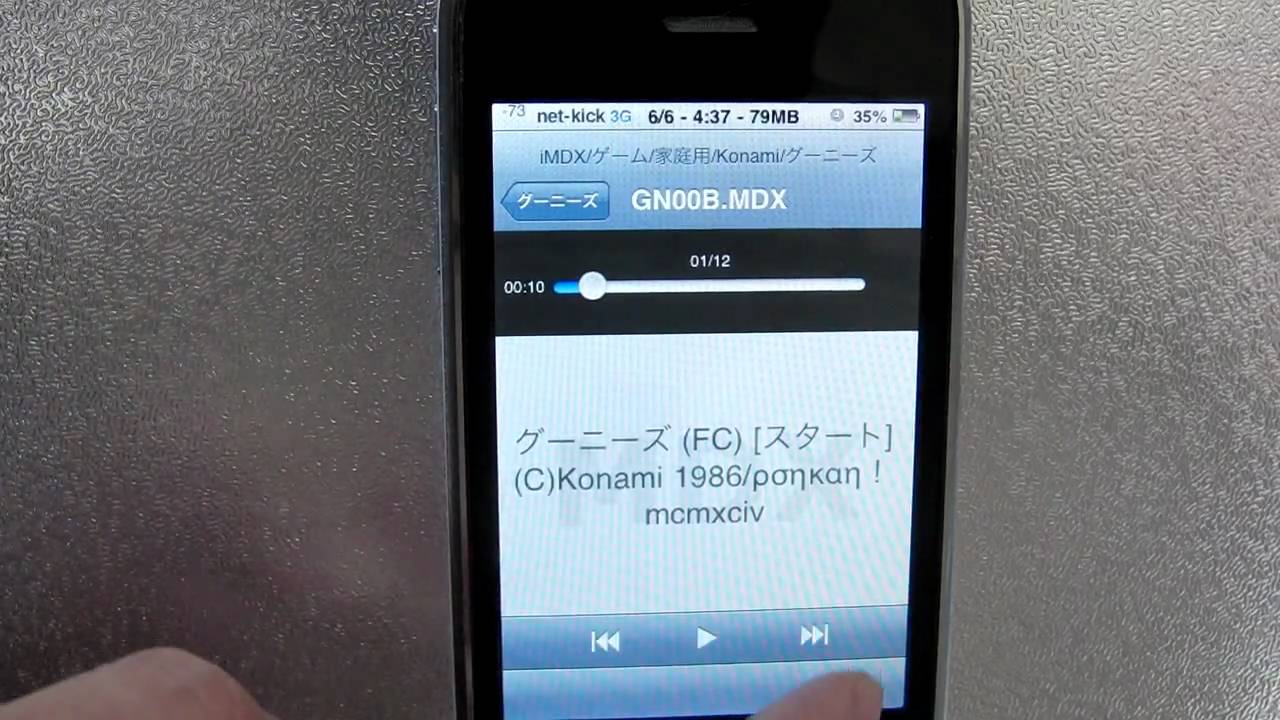 -73 net-kick 3G 6/6 - 4:37 - 79MB 35%
iMDX/ゲーム/家庭用/Konami/グーニーズ
グーニーズ GN00B.MDX
01/12
00:10
グーニーズ (FC) [スタート]
(C)Konami 1986/ρσηκαη！
mcmxciv